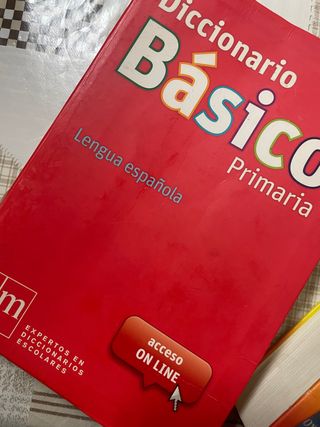 Diccionario
Básico
Primaria
Lengua española
m
EXPERTOS EN
DICCIONARIOS
ESCOLARES
acceso
ON LINE